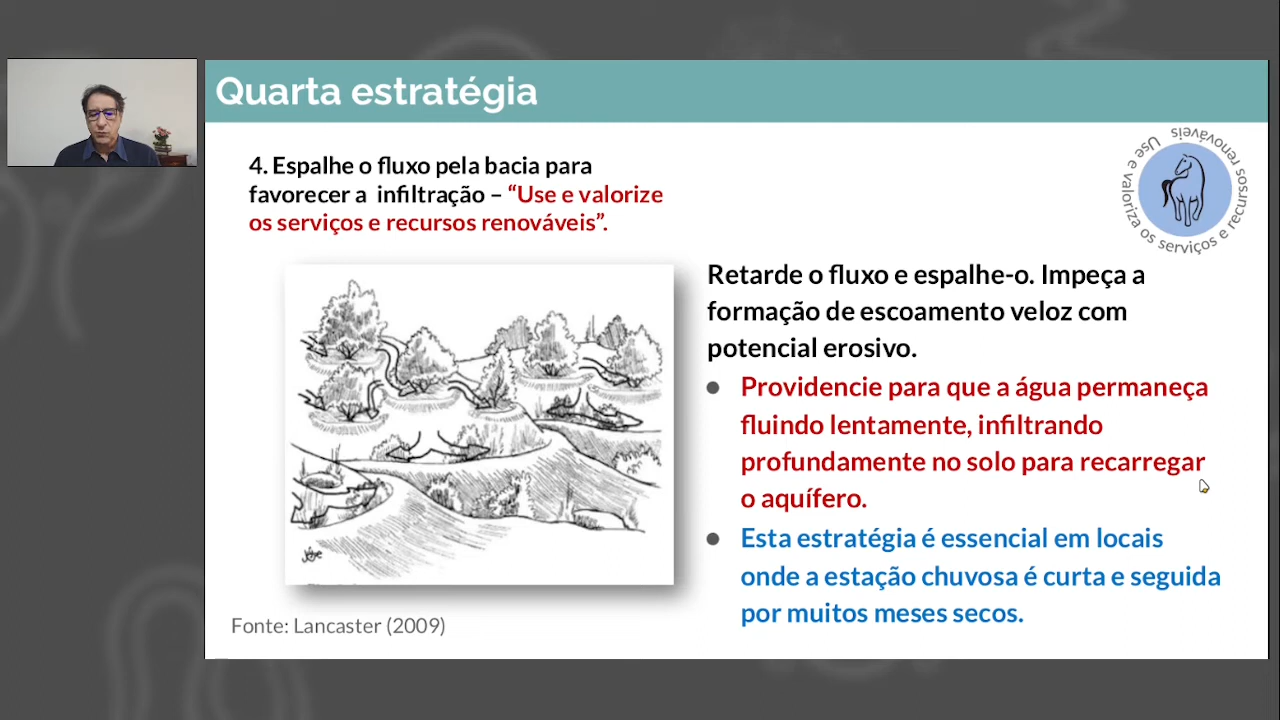 Quarta estratégia
4. Espalhe o fluxo pela bacia para
favorecer a infiltração – “Use e valorize
os serviços e recursos renováveis”.
Use e valoriza os serviços e recursos renováveis
Retarde o fluxo e espalhe-o. Impeça a
formação de escoamento veloz com
potencial erosivo.
● Providencie para que a água permaneça
fluindo lentamente, infiltrando
profundamente no solo para recarregar
o aquífero.
● Esta estratégia é essencial em locais
onde a estação chuvosa é curta e seguida
por muitos meses secos.
Fonte: Lancaster (2009)